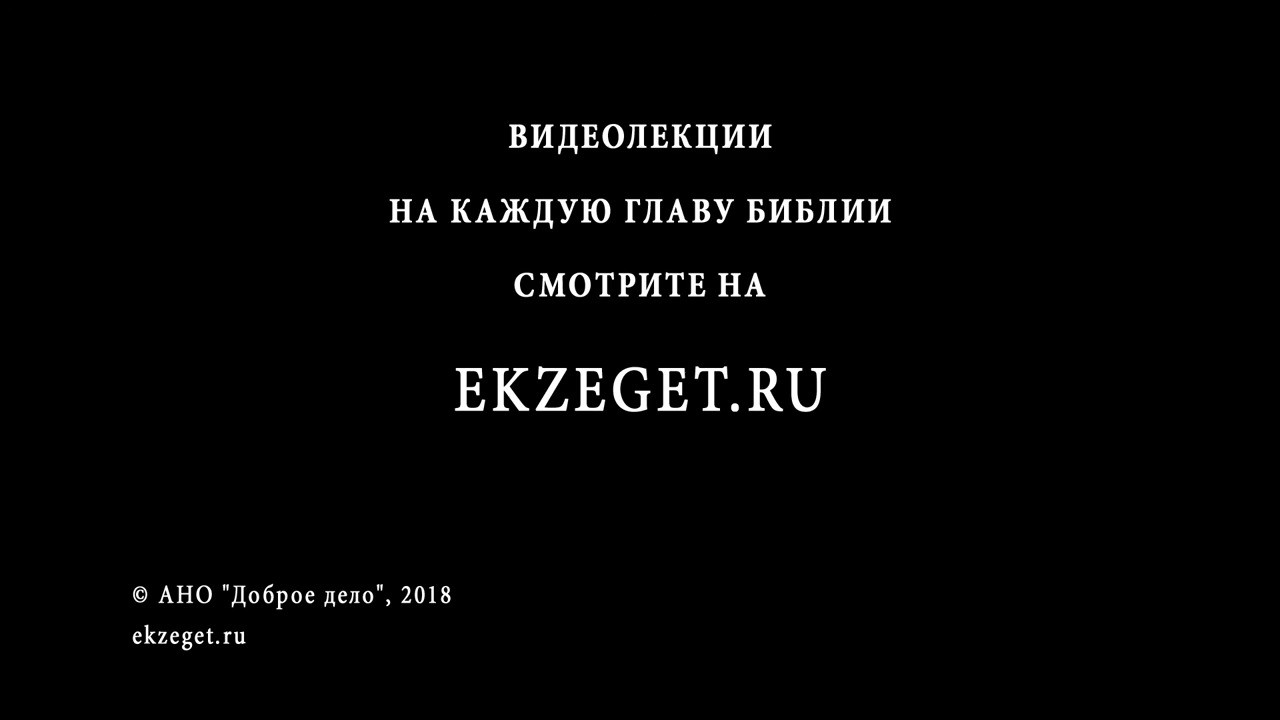 ВИДЕОЛЕКЦИИ
НА КАЖДУЮ ГЛАВУ БИБЛИИ
СМОТРИТЕ НА
EKZEGET.RU
© АНО "Доброе дело", 2018
ekzeget.ru